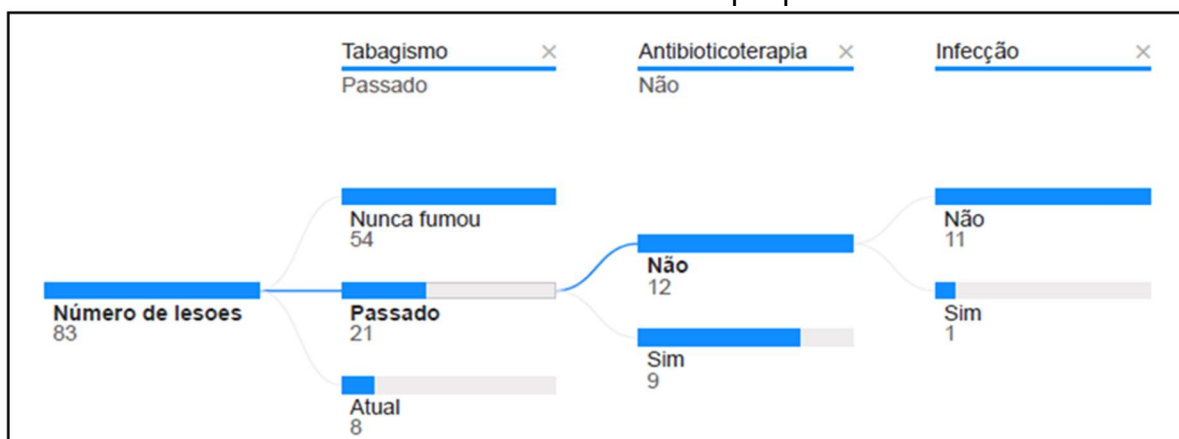 Tabagismo ×
Passado
Antibioticoterapia ×
Não
Infecção ×
Número de lesoes
83
Nunca fumou
54
Passado
21
Atual
8
Não
12
Sim
9
Não
11
Sim
1